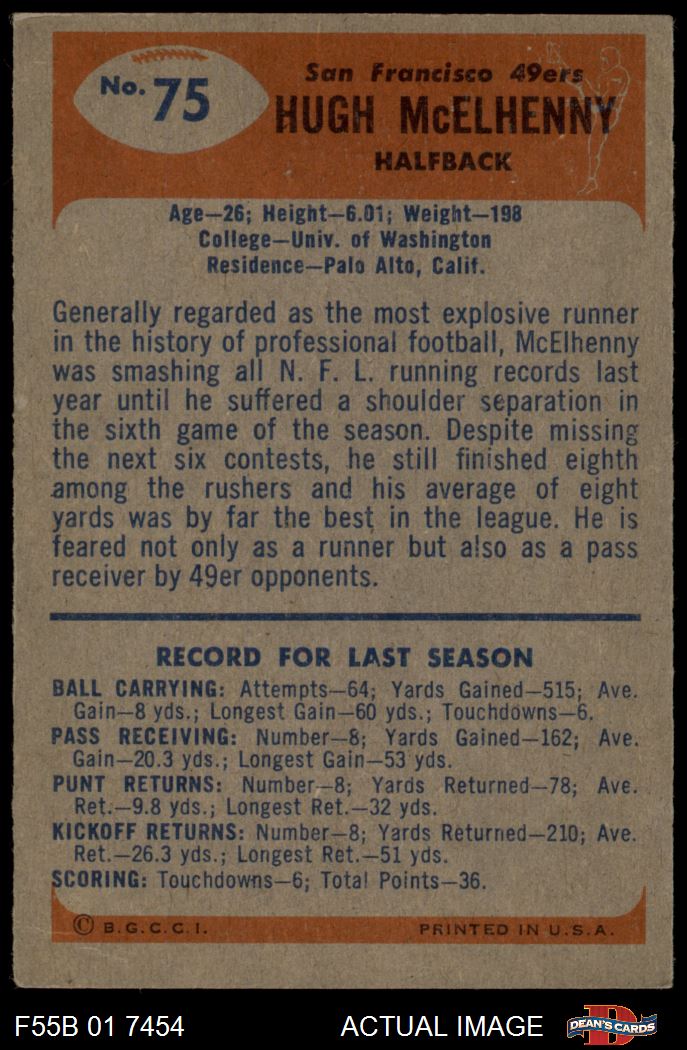 No. 75
San Francisco 49ers
HUGH McELHENNY
HALFBACK
Age—26; Height—6.01; Weight—198
College—Univ. of Washington
Residence—Palo Alto, Calif.
Generally regarded as the most explosive runner
in the history of professional football, McElhenny
was smashing all N. F. L. running records last
year until he suffered a shoulder separation in
the sixth game of the season. Despite missing
the next six contests, he still finished eighth
among the rushers and his average of eight
yards was by far the best in the league. He is
feared not only as a runner but also as a pass
receiver by 49er opponents.
RECORD FOR LAST SEASON
BALL CARRYING: Attempts—64; Yards Gained—515; Ave.
Gain—8 yds.; Longest Gain—60 yds.; Touchdowns—6.
PASS RECEIVING: Number—8; Yards Gained—162; Ave.
Gain—20.3 yds.; Longest Gain—53 yds.
PUNT RETURNS: Number—8; Yards Returned—78; Ave.
Ret.—9.8 yds.; Longest Ret.—32 yds.
KICKOFF RETURNS: Number—8; Yards Returned—210; Ave.
Ret.—26.3 yds.; Longest Ret.—51 yds.
SCORING: Touchdowns—6; Total Points—36.
© B.G.C.C.I. PRINTED IN U.S.A.
F55B 01 7454 ACTUAL IMAGE D DEAN'S CARDS